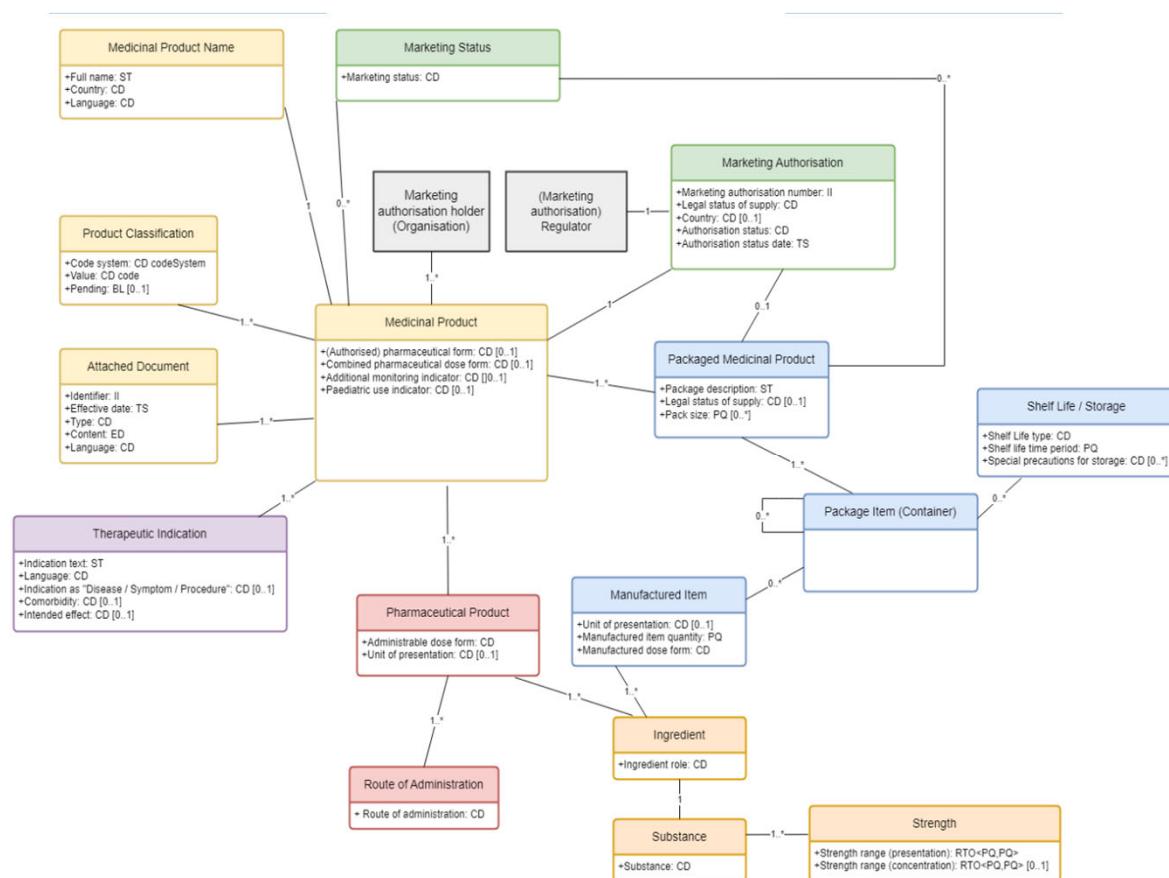 Medicinal Product Name
+Full name: ST
+Country: CD
+Language: CD
Marketing Status
+Marketing status: CD
0..*
Marketing Authorisation
+Marketing authorisation number: II
+Legal status of supply: CD
+Country: CD [0..1]
+Authorisation status: CD
+Authorisation status date: TS
Marketing
authorisation holder
(Organisation)
(Marketing
authorisation)
Regulator
1
1
0..*
Product Classification
+Code system: CD codeSystem
+Value: CD code
+Pending: BL [0..1]
1..*
1..*
1
0..1
Medicinal Product
+(Authorised) pharmaceutical form: CD [0..1]
+Combined pharmaceutical dose form: CD [0..1]
+Additional monitoring indicator: CD []0..1]
+Paediatric use indicator: CD [0..1]
Attached Document
+Identifier: II
+Effective date: TS
+Type: CD
+Content: ED
+Language: CD
1..*
1..*
Packaged Medicinal Product
+Package description: ST
+Legal status of supply: CD [0..1]
+Pack size: PQ [0..*]
Shelf Life / Storage
+Shelf Life type: CD
+Shelf life time period: PQ
+Special precautions for storage: CD [0..*]
1..*
0..*
Package Item (Container)
0..*
1..*
Therapeutic Indication
+Indication text: ST
+Language: CD
+Indication as "Disease / Symptom / Procedure": CD [0..1]
+Comorbidity: CD [0..1]
+Intended effect: CD [0..1]
1..*
0..*
Manufactured Item
+Unit of presentation: CD [0..1]
+Manufactured item quantity: PQ
+Manufactured dose form: CD
Pharmaceutical Product
+Administrable dose form: CD
+Unit of presentation: CD [0..1]
1..*
1..*
1..*
Ingredient
+Ingredient role: CD
Route of Administration
+ Route of administration: CD
1
Substance
+Substance: CD
1..*
Strength
+Strength range (presentation): RTO<PQ,PQ>
+Strength range (concentration): RTO<PQ,PQ> [0..1]